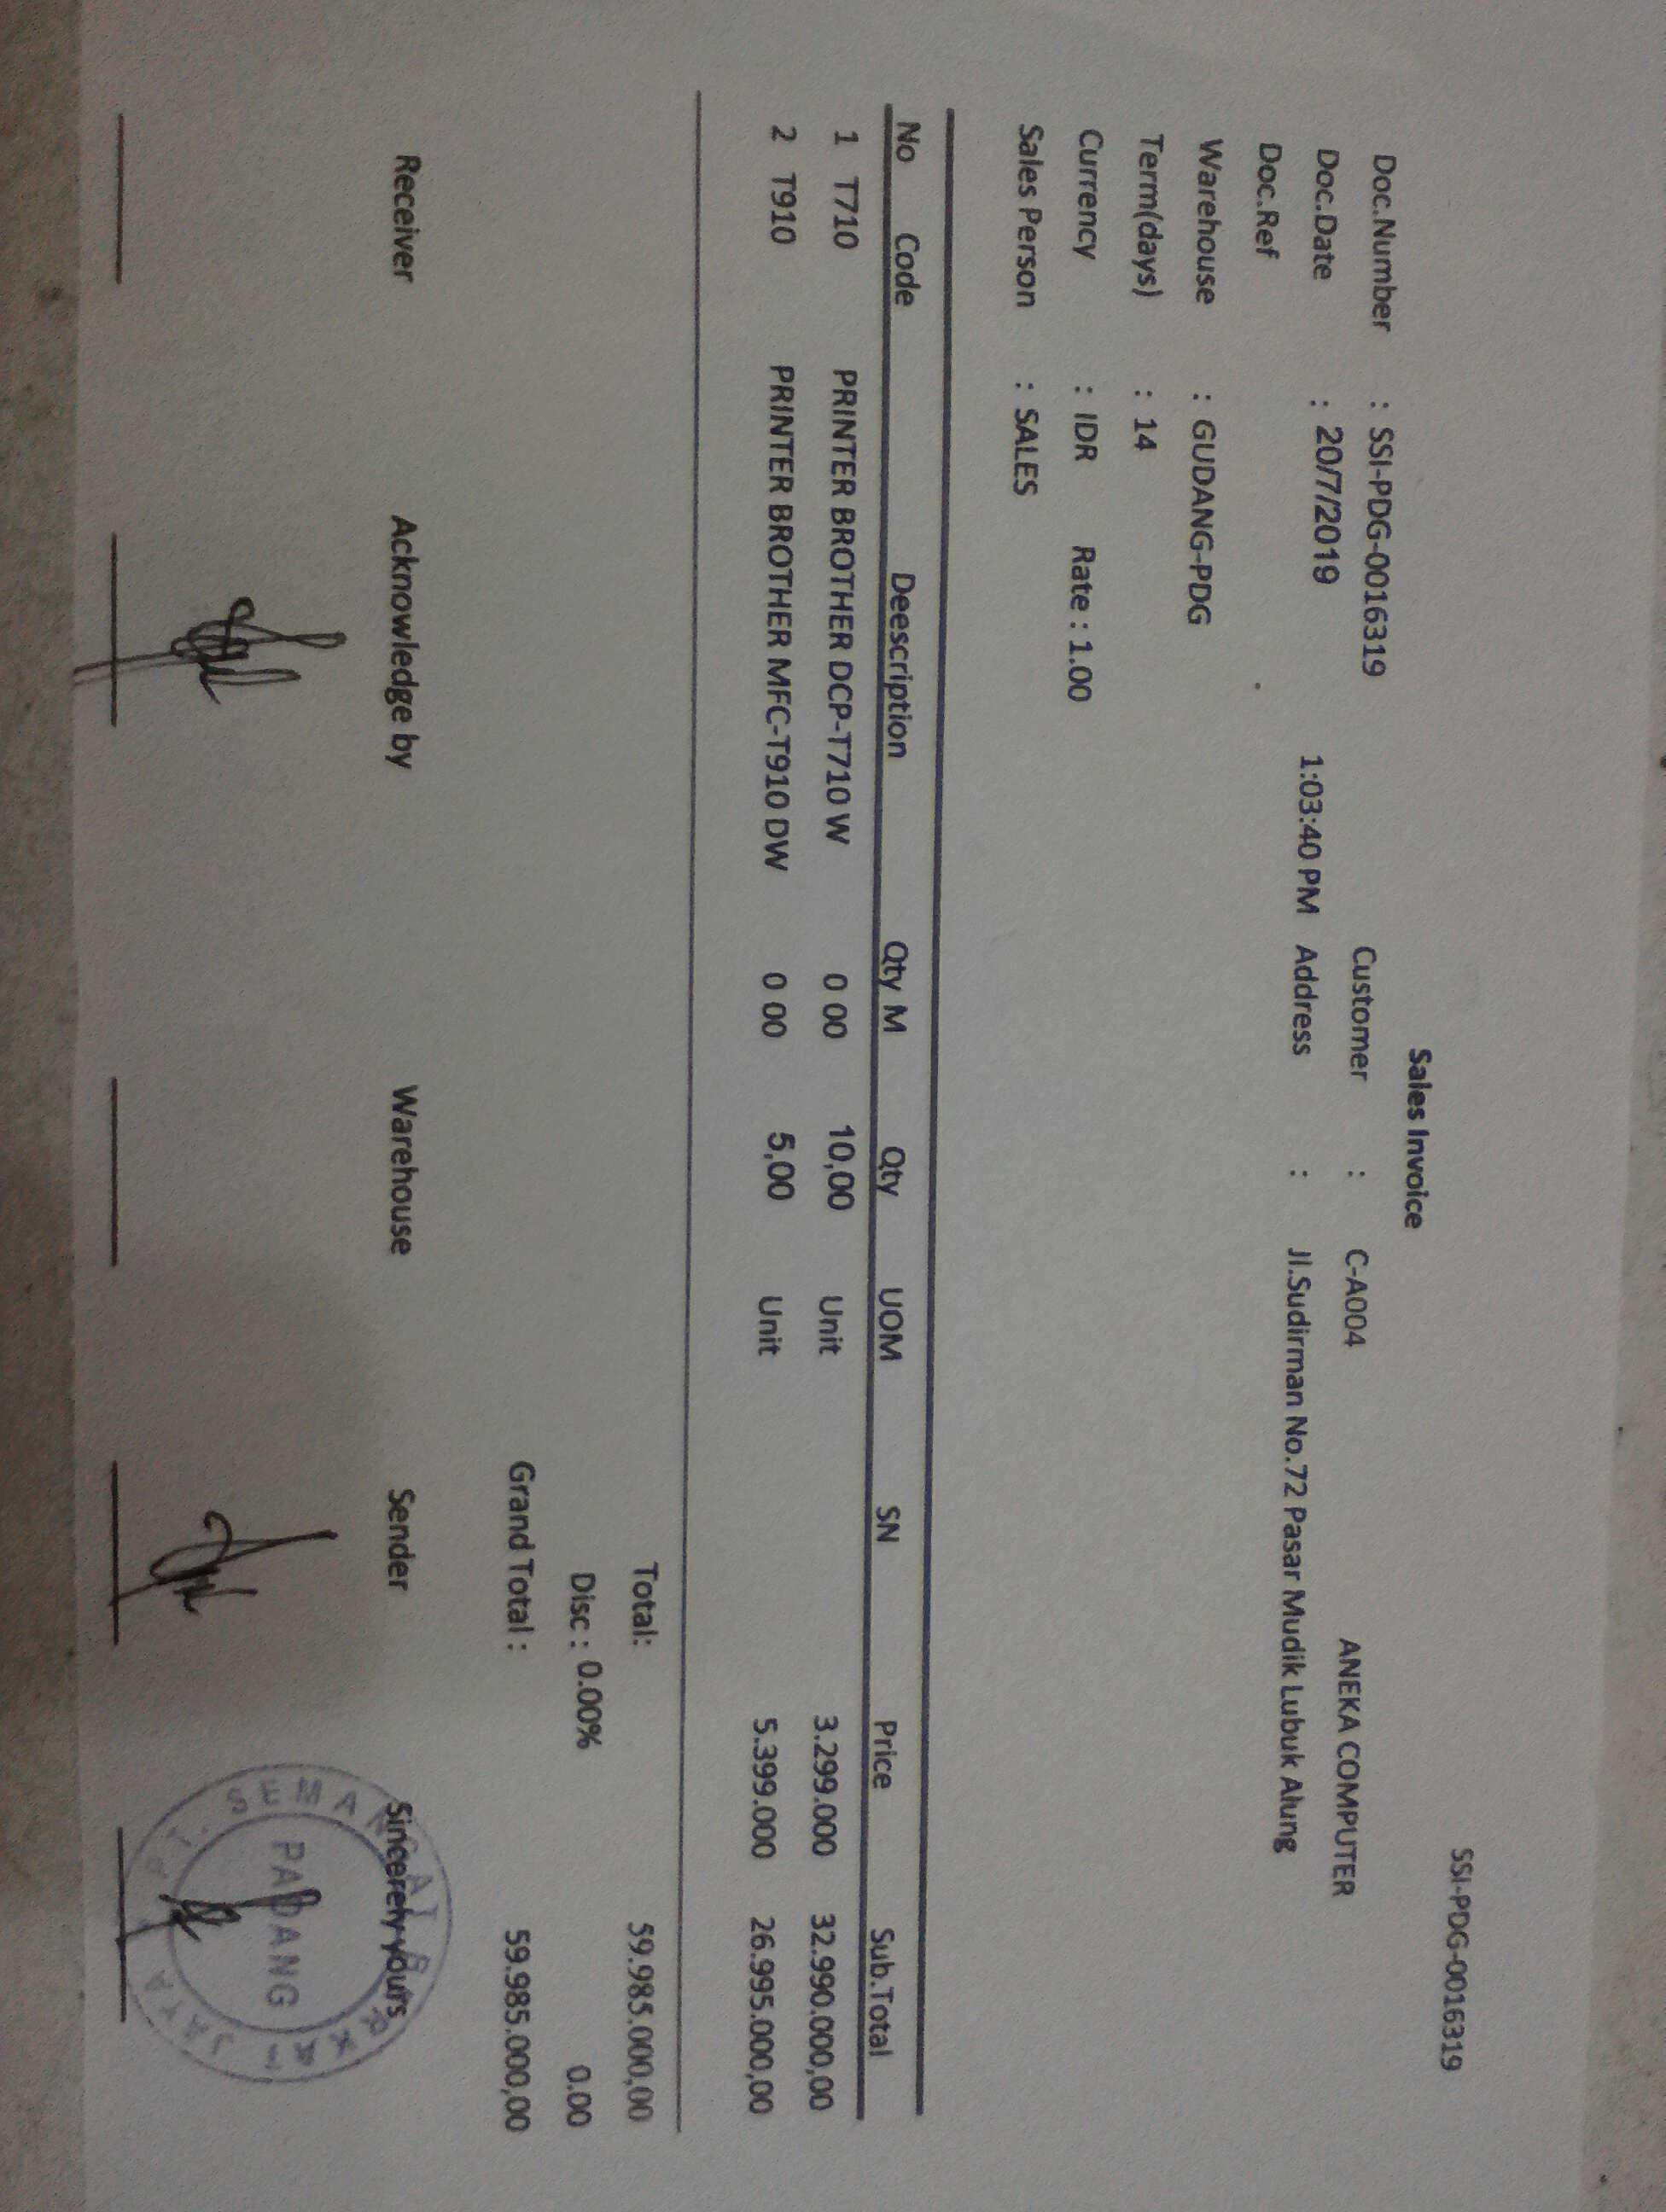 SSI-PDG-0016319
Sales Invoice
Doc.Number : SSI-PDG-0016319 Customer : C-A004 ANEKA COMPUTER
Doc.Date : 20/7/2019 1:03:40 PM Address : Jl.Sudirman No.72 Pasar Mudik Lubuk Alung
Doc.Ref
Warehouse : GUDANG-PDG
Term(days) : 14
Currency : IDR Rate : 1.00
Sales Person : SALES
No Code Deescription Qty M Qty UOM SN Price Sub.Total
1 T710 PRINTER BROTHER DCP-T710 W 0 00 10,00 Unit 3.299.000 32.990.000,00
2 T910 PRINTER BROTHER MFC-T910 DW 0 00 5,00 Unit 5.399.000 26.995.000,00
Total: 59.985.000,00
Disc : 0.00% 0.00
Grand Total : 59.985.000,00
Receiver Acknowledge by Warehouse Sender Sincerely yours
PADANG
JAYA